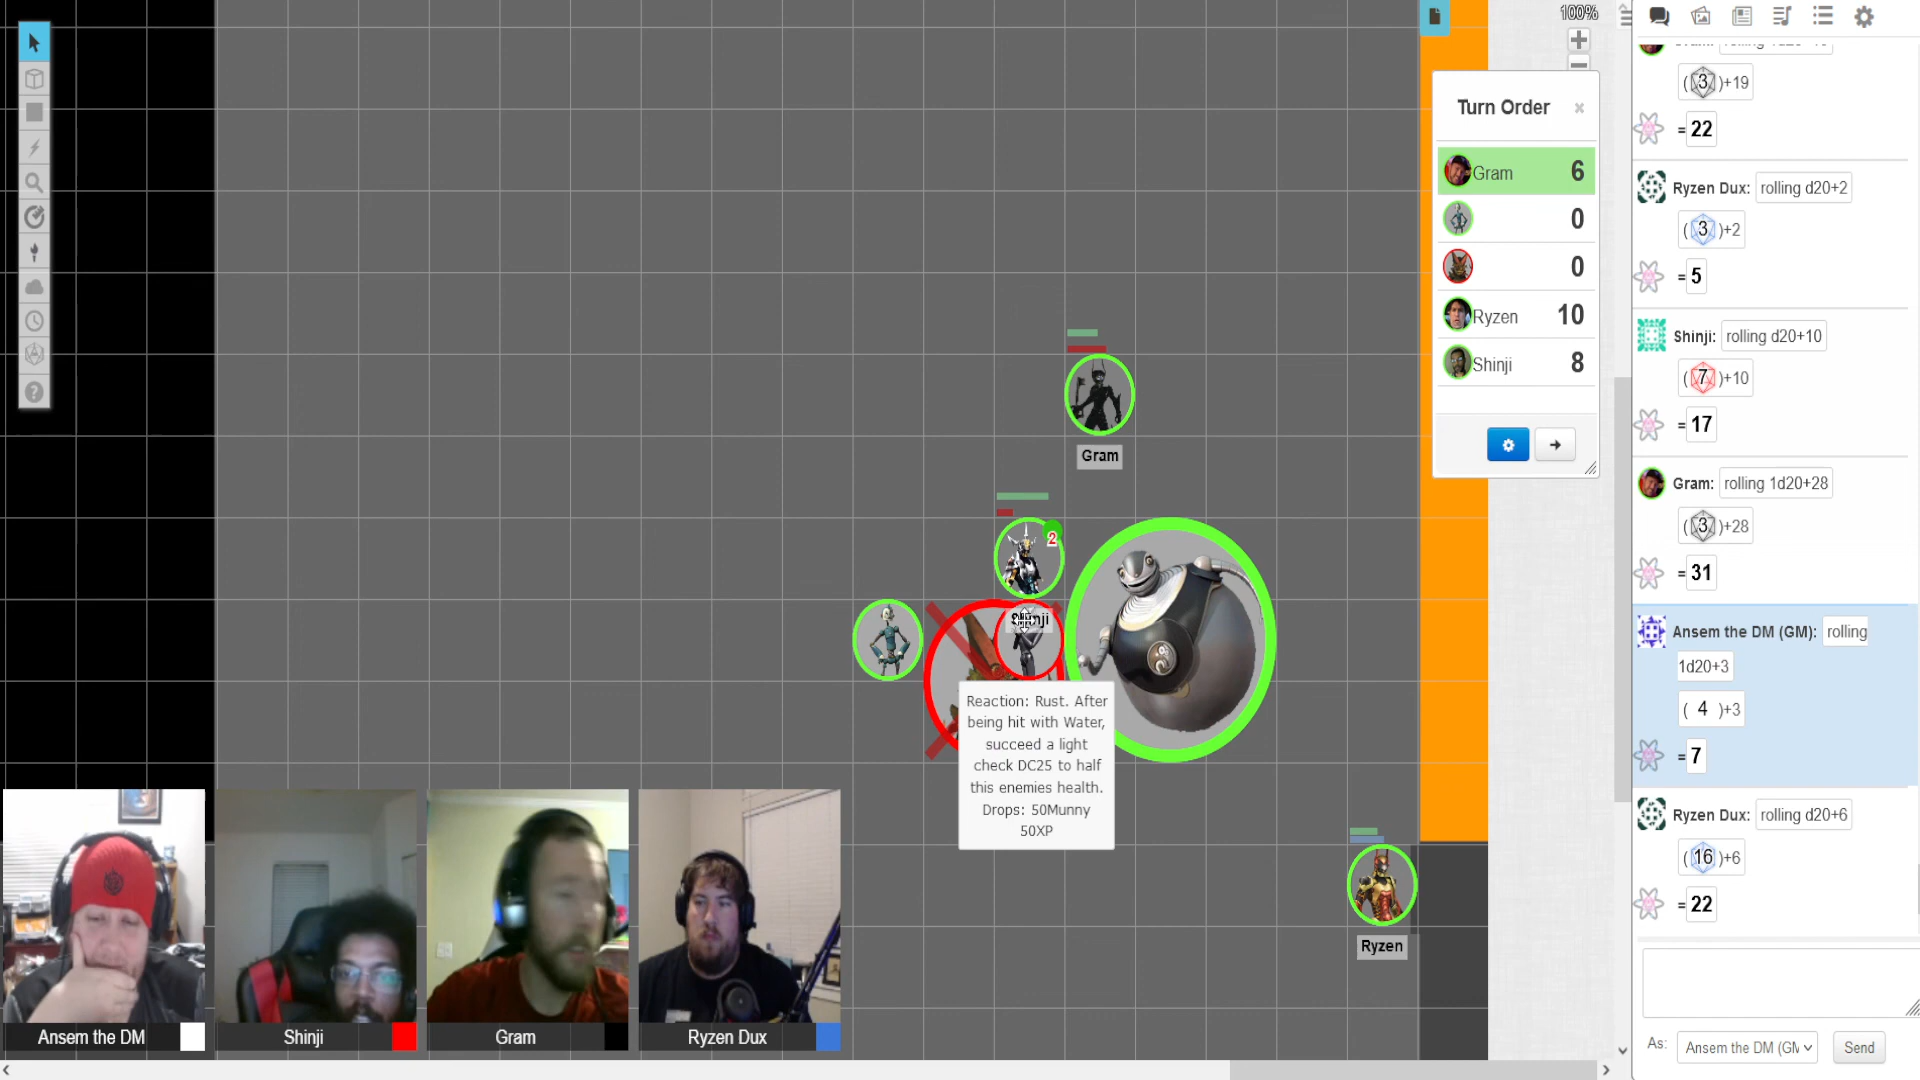 100%
Turn Order ×
Gram 6
0
0
Ryzen 10
Shinji 8
Gram
2
Shinji
Reaction: Rust. After
being hit with Water,
succeed a light
check DC25 to half
this enemies health.
Drops: 50Munny
50XP
Ryzen
Ansem the DM
Shinji
Gram
Ryzen Dux
(3)+19
=22
Ryzen Dux: rolling d20+2
(3)+2
=5
Shinji: rolling d20+10
(7)+10
=17
Gram: rolling 1d20+28
(3)+28
=31
Ansem the DM (GM): rolling
1d20+3
(4)+3
=7
Ryzen Dux: rolling d20+6
(16)+6
=22
As: Ansem the DM (GM Send